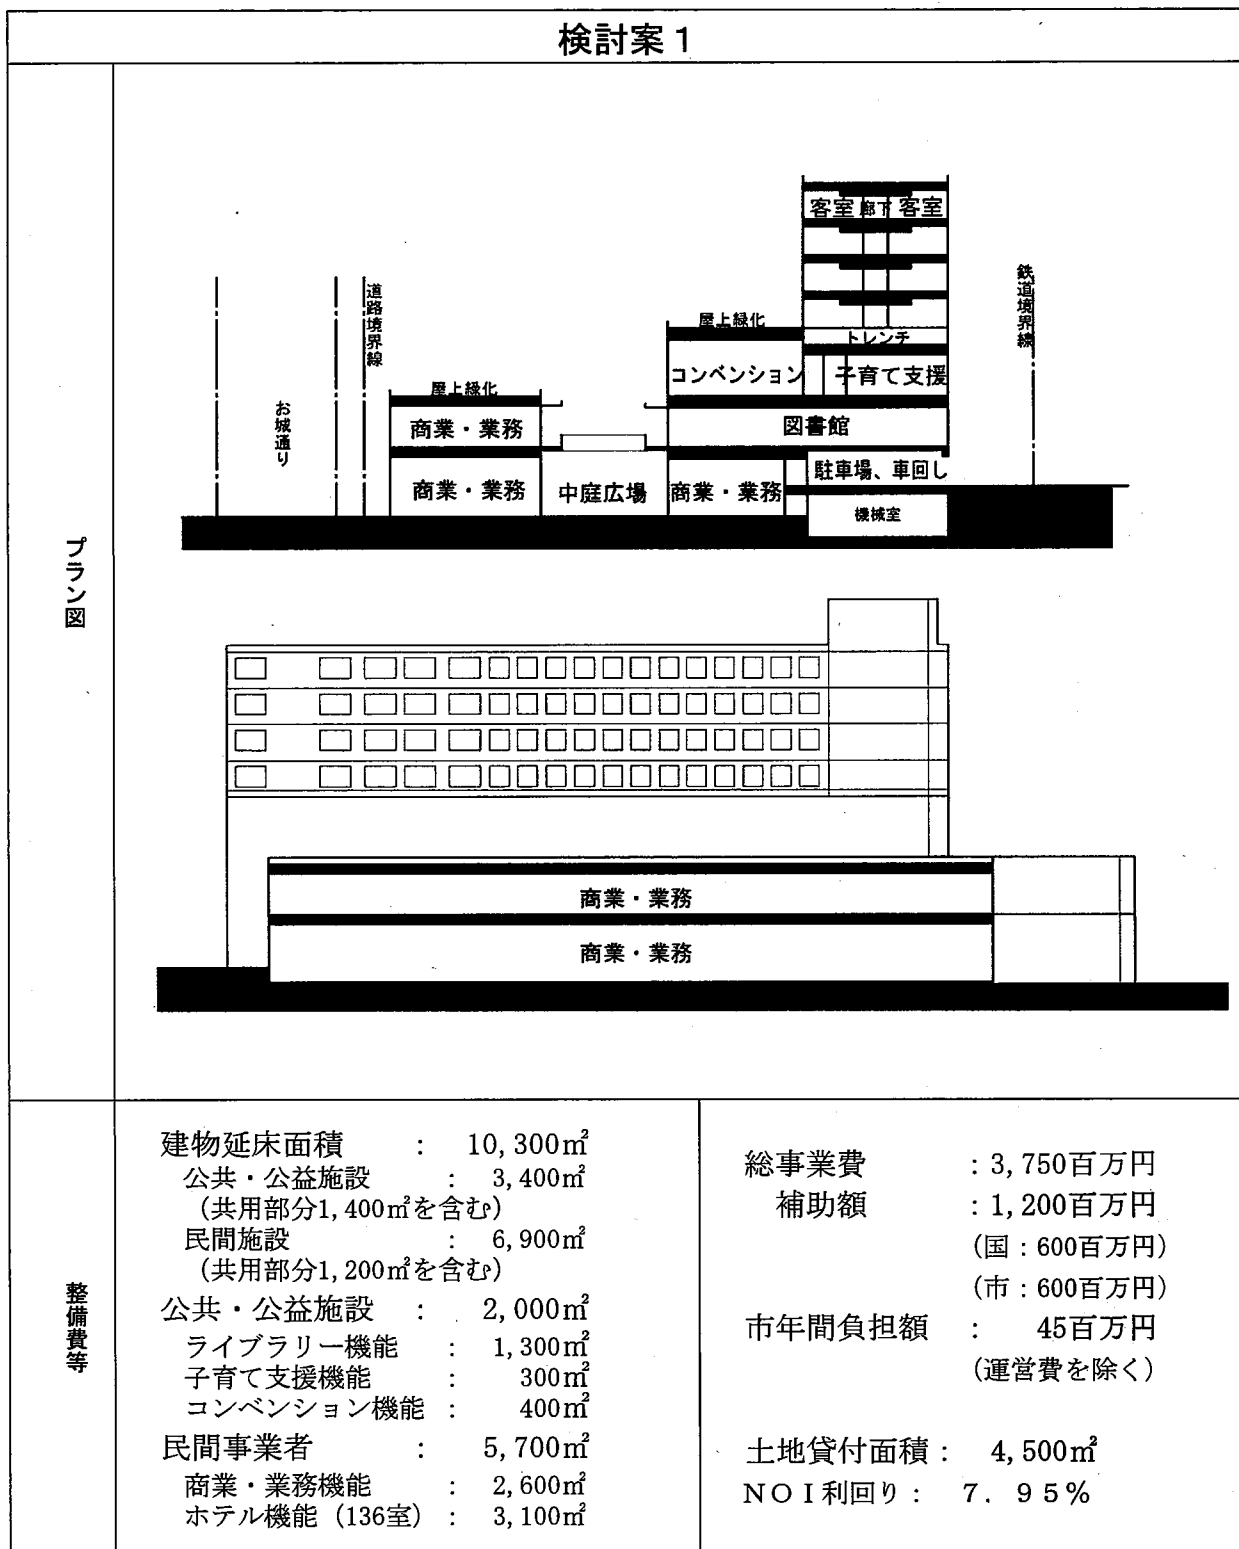 検討案1
プラン図
客室 廊下 客室
道路境界線
鉄道境界線
屋上緑化
トレンチ
コンベンション
子育て支援
屋上緑化
お城通り
商業・業務
図書館
駐車場、車回し
商業・業務
中庭広場
商業・業務
機械室
商業・業務
商業・業務
整備費等
建物延床面積 : 10,300㎡
公共・公益施設 : 3,400㎡
(共用部分1,400㎡を含む)
民間施設 : 6,900㎡
(共用部分1,200㎡を含む)
公共・公益施設 : 2,000㎡
ライブラリー機能 : 1,300㎡
子育て支援機能 : 300㎡
コンベンション機能 : 400㎡
民間事業者 : 5,700㎡
商業・業務機能 : 2,600㎡
ホテル機能(136室) : 3,100㎡
総事業費 : 3,750百万円
補助額 : 1,200百万円
(国:600百万円)
(市:600百万円)
市年間負担額 : 45百万円
(運営費を除く)
土地貸付面積: 4,500㎡
NOI利回り: 7.95%